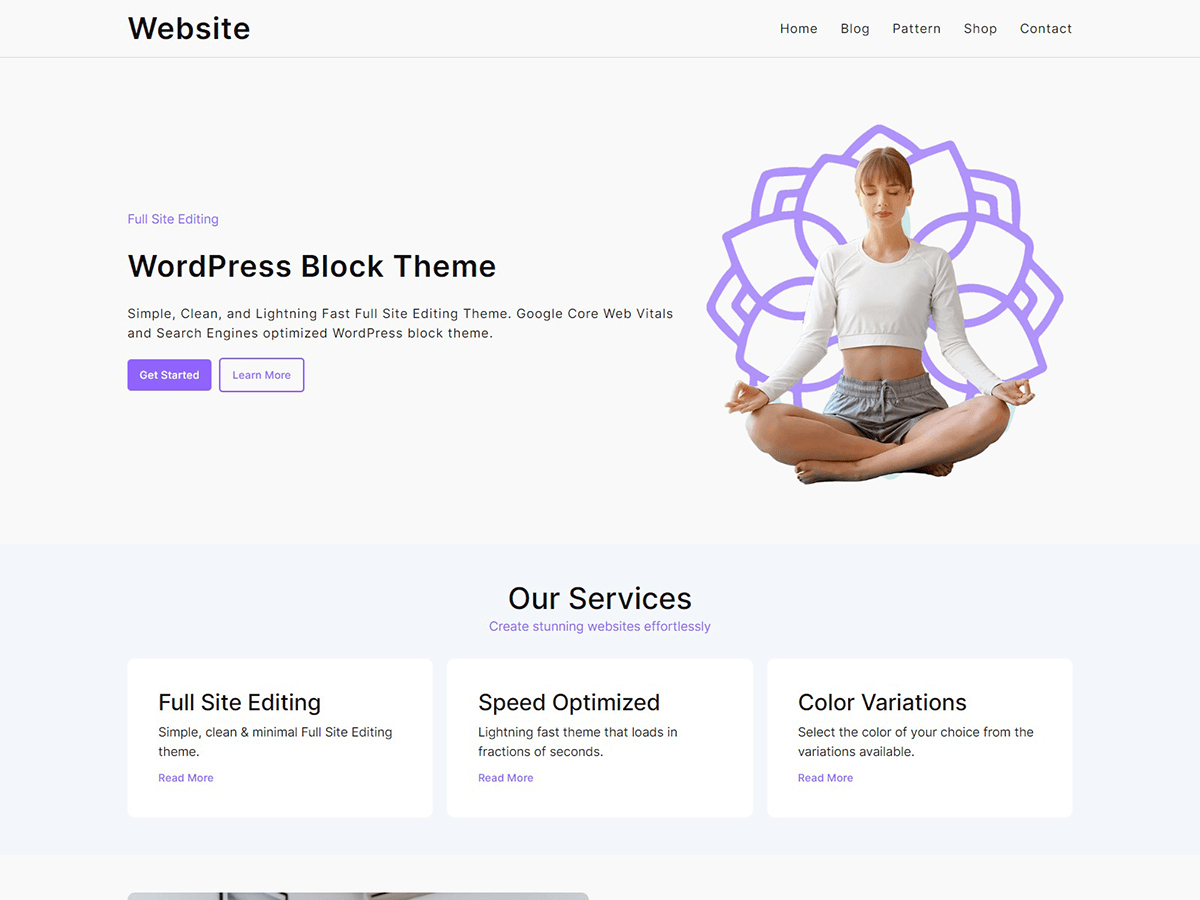 Website
Home Blog Pattern Shop Contact
Full Site Editing
WordPress Block Theme
Simple, Clean, and Lightning Fast Full Site Editing Theme. Google Core Web Vitals
and Search Engines optimized WordPress block theme.
Get Started Learn More
Our Services
Create stunning websites effortlessly
Full Site Editing
Simple, clean & minimal Full Site Editing
theme.
Read More
Speed Optimized
Lightning fast theme that loads in
fractions of seconds.
Read More
Color Variations
Select the color of your choice from the
variations available.
Read More